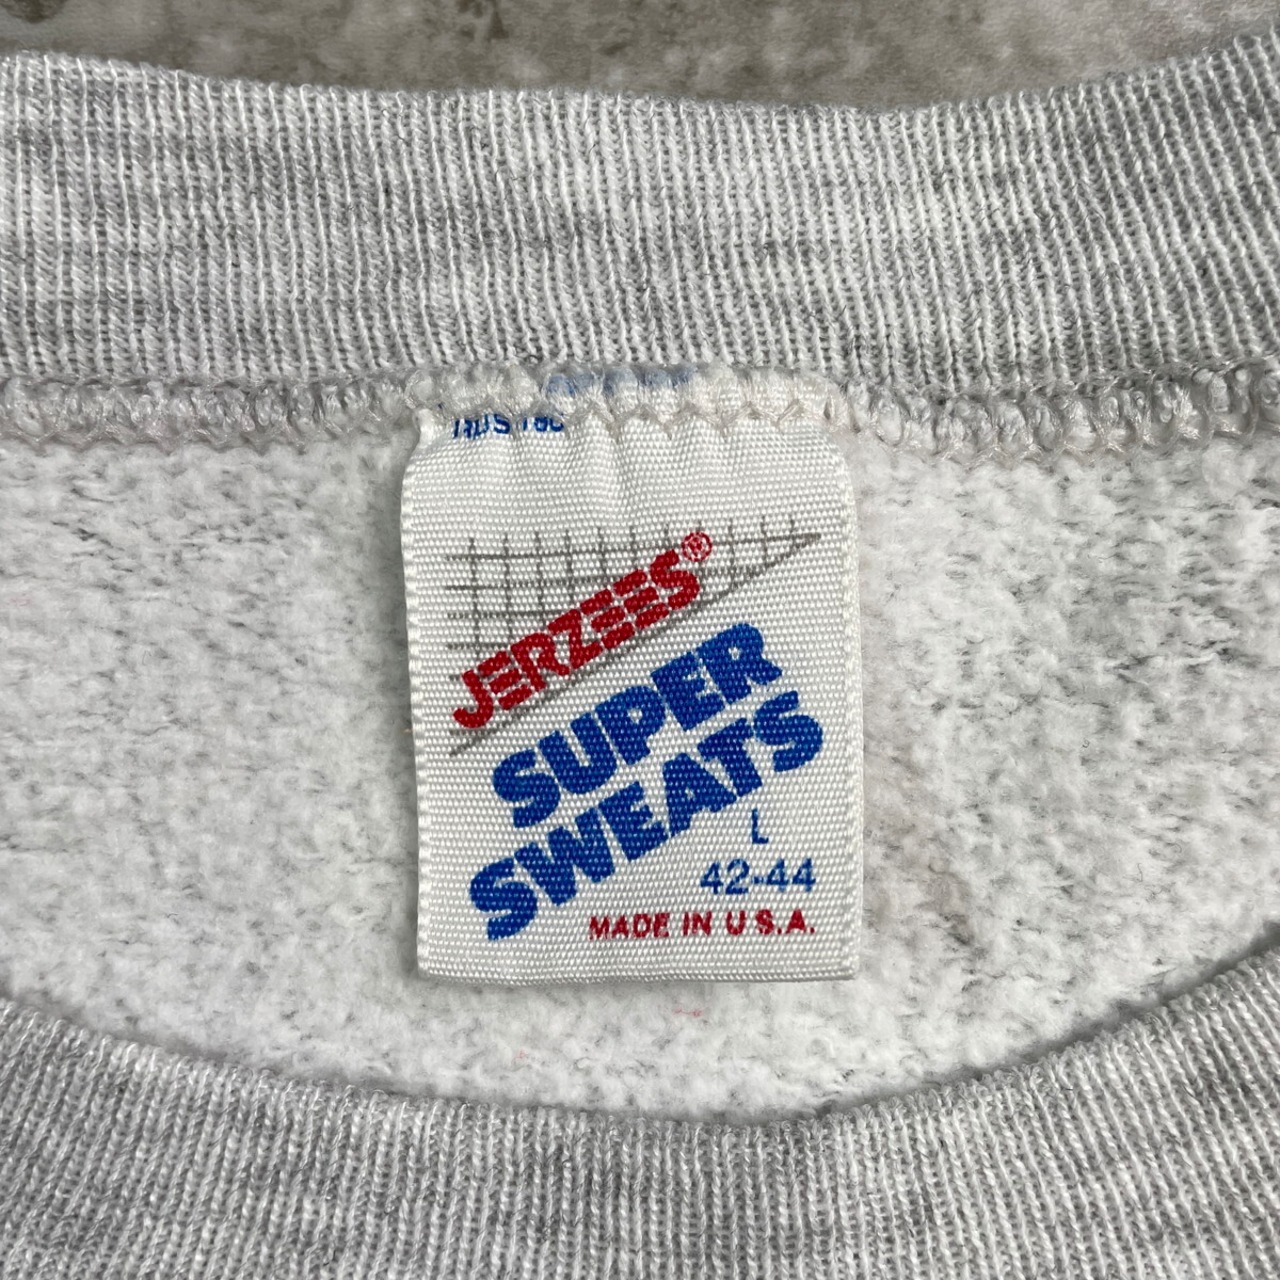 JERZEES®
SUPER
SWEATS
L
42-44
MADE IN U.S.A.